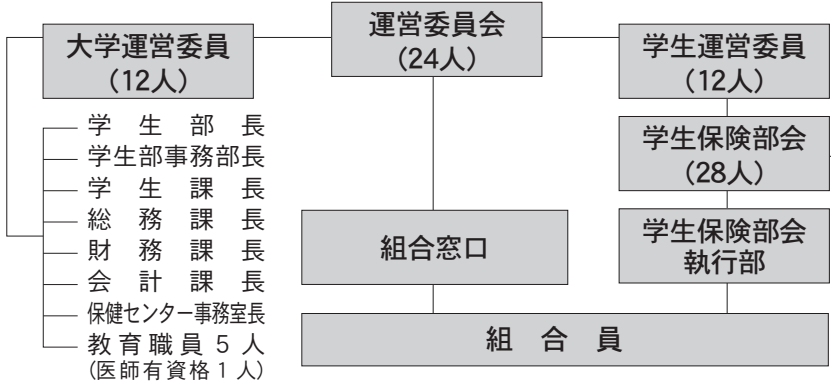 運営委員会
(24人)
大学運営委員
(12人)
学生運営委員
(12人)
学生部長
学生部事務部長
学生課長
総務課長
財務課長
会計課長
保健センター事務室長
教育職員5人
(医師有資格1人)
学生保険部会
(28人)
組合窓口
学生保険部会
執行部
組合員